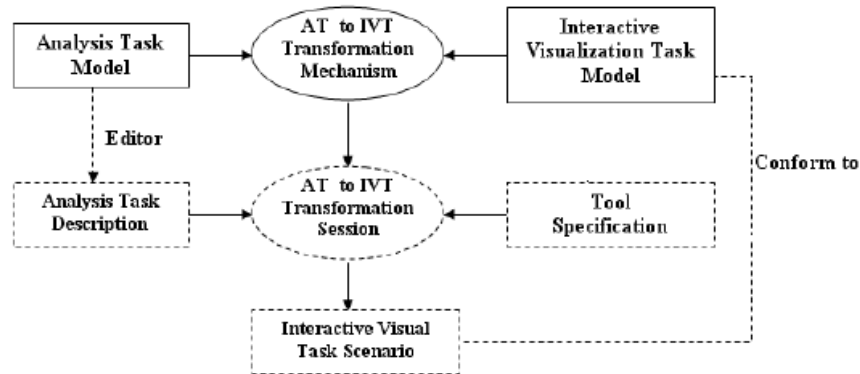 Analysis Task
Model
AT to IVT
Transformation
Mechanism
Interactive
Visualization Task
Model
Editor
Conform to
Analysis Task
Description
AT to IVT
Transformation
Session
Tool
Specification
Interactive Visual
Task Scenario